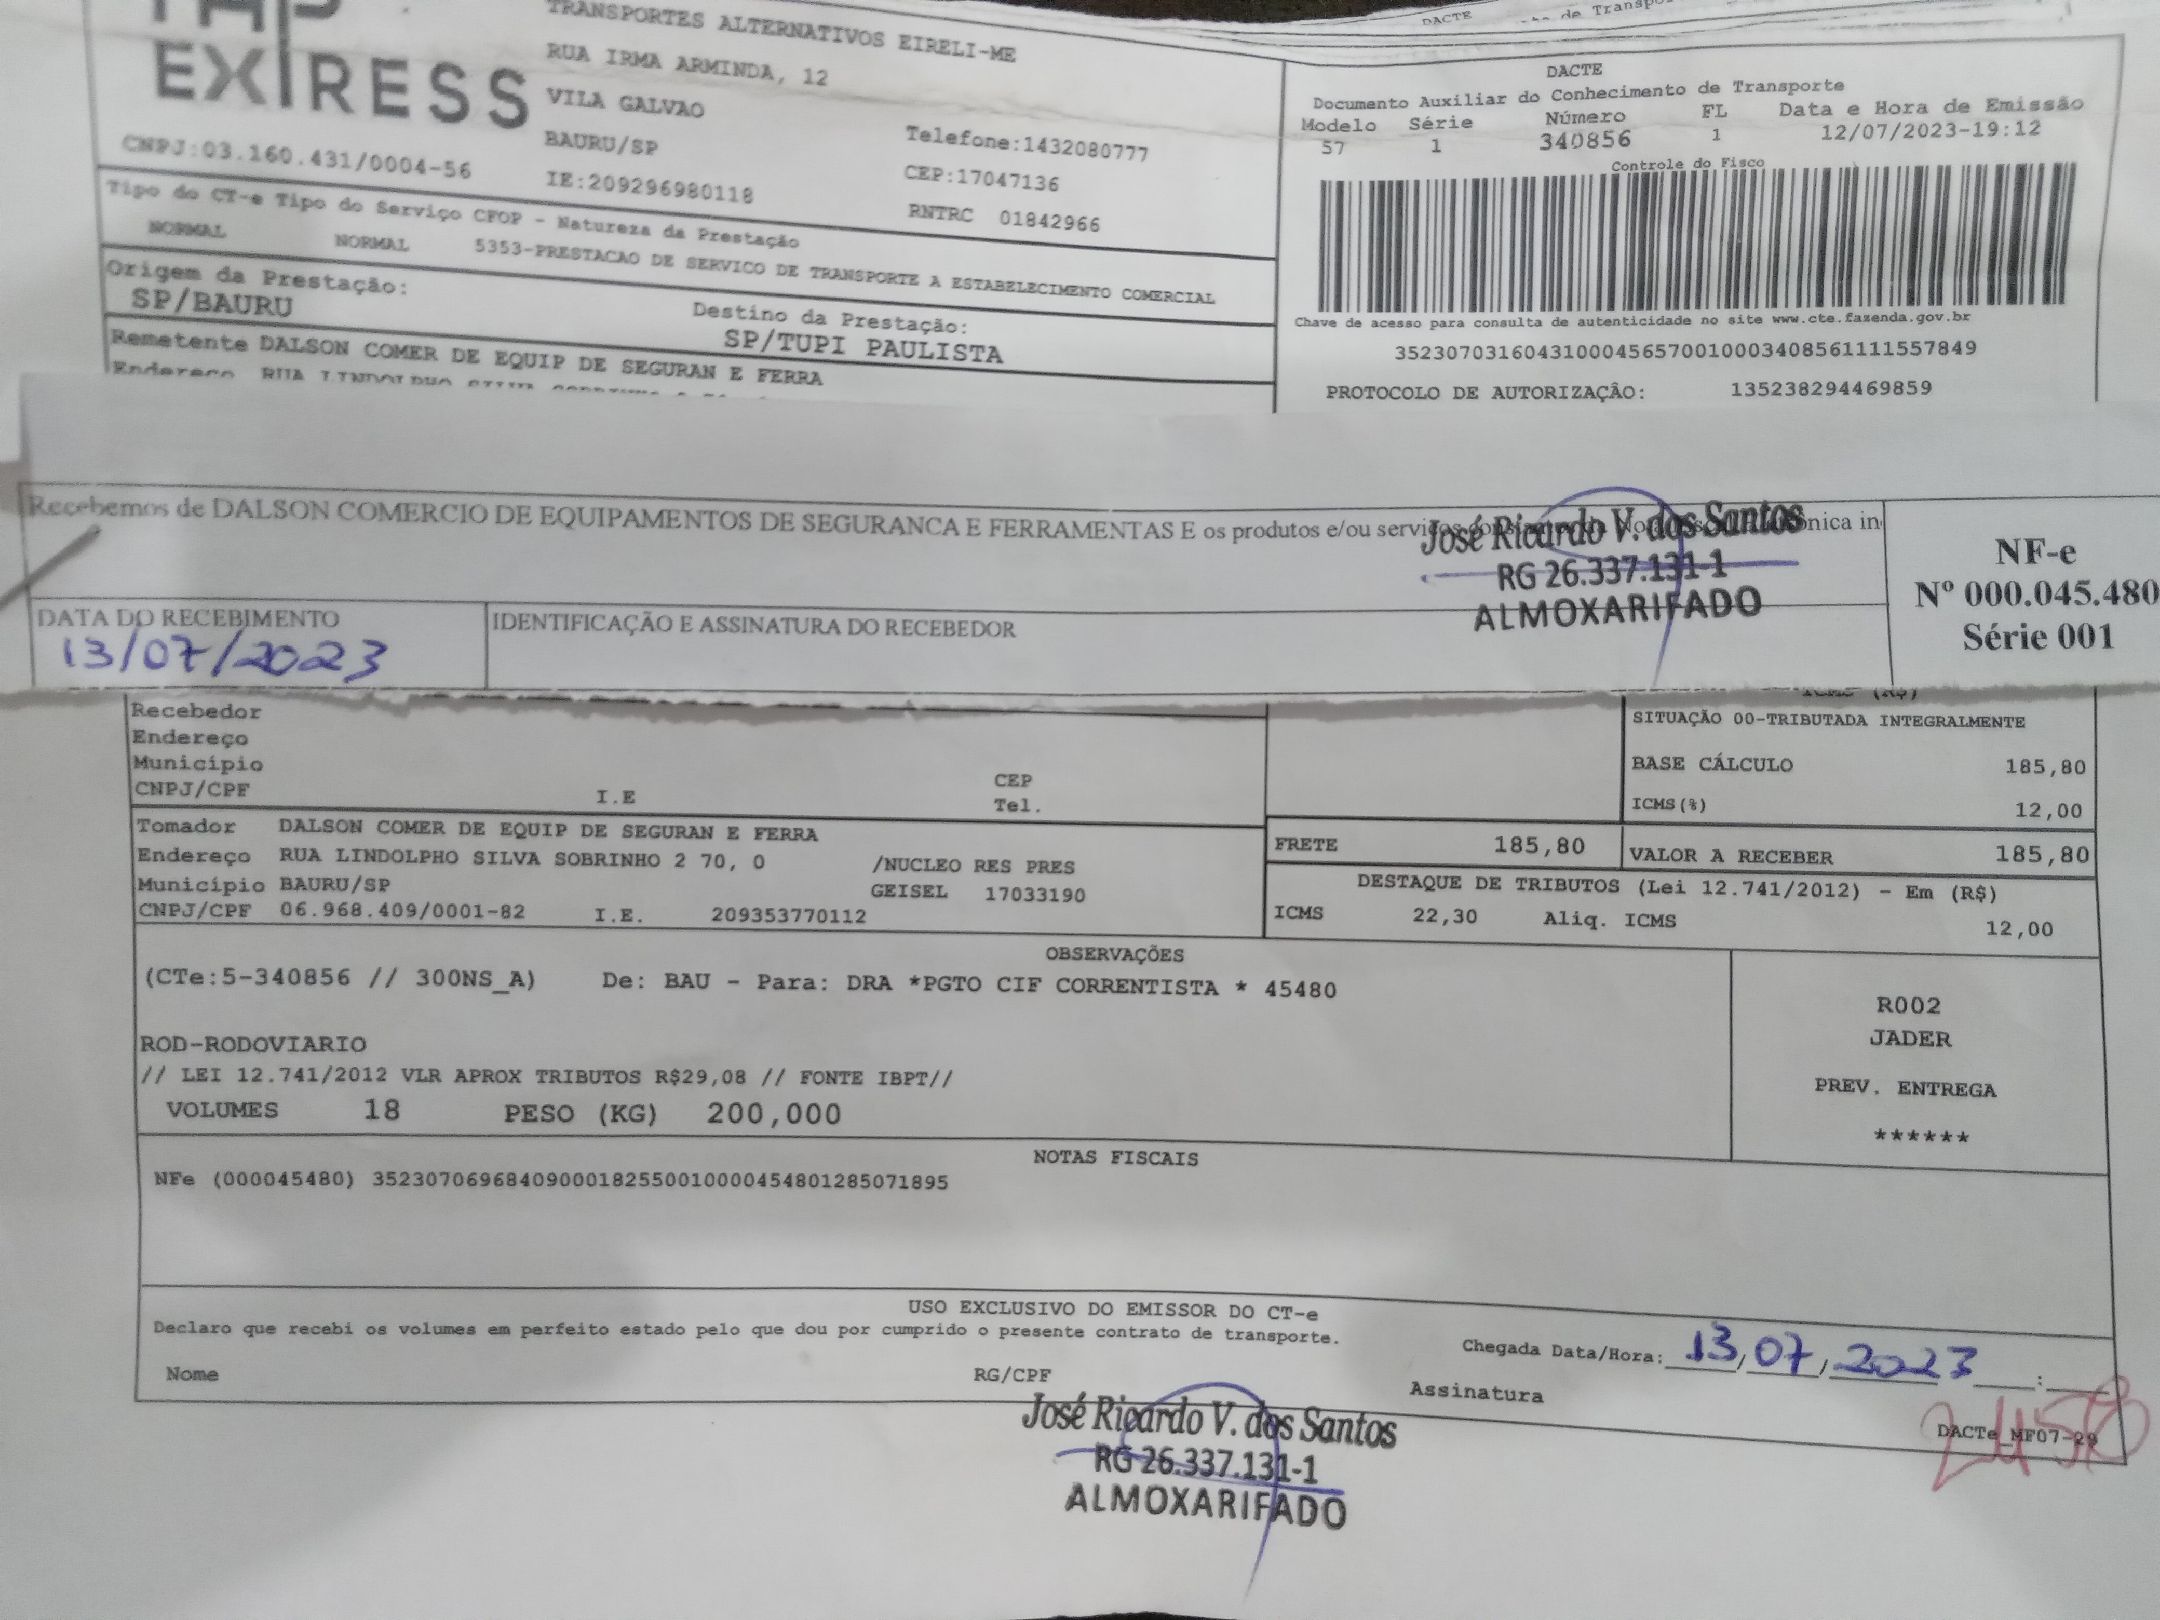 EXPRESS
TRANSPORTES ALTERNATIVOS EIRELI-ME
RUA IRMA ARMINDA, 12
VILA GALVAO
BAURU/SP
Telefone:1432080777
CNPJ:03.160.431/0004-56
IE:209296980118
CEP:17047136
RNTRC 01842966
Tipo do CT-e Tipo do Serviço CFOP - Natureza da Prestação
NORMAL NORMAL 5353-PRESTACAO DE SERVICO DE TRANSPORTE A ESTABELECIMENTO COMERCIAL
Origem da Prestação:
SP/BAURU
Destino da Prestação:
SP/TUPI PAULISTA
Remetente DALSON COMER DE EQUIP DE SEGURAN E FERRA
Endereço RUA LINDOLPHO SILVA
DACTE
DACTE
Documento Auxiliar do Conhecimento de Transporte
Modelo Série Número FL Data e Hora de Emissão
57 1 340856 1 12/07/2023-19:12
Controle do Fisco
Chave de acesso para consulta de autenticidade no site www.cte.fazenda.gov.br
35230703160431000456570010003408561111557849
PROTOCOLO DE AUTORIZAÇÃO: 135238294469859
Recebemos de DALSON COMERCIO DE EQUIPAMENTOS DE SEGURANCA E FERRAMENTAS E os produtos e/ou serviços
José Ricardo V. dos Santos
RG 26.337.131-1
ALMOXARIFADO
NF-e
Nº 000.045.480
Série 001
DATA DO RECEBIMENTO
13/07/2023
IDENTIFICAÇÃO E ASSINATURA DO RECEBEDOR
Recebedor
Endereço
Município
CNPJ/CPF I.E
CEP
Tel.
ICMS (R$)
SITUAÇÃO 00-TRIBUTADA INTEGRALMENTE
BASE CÁLCULO 185,80
ICMS(%) 12,00
Tomador DALSON COMER DE EQUIP DE SEGURAN E FERRA
Endereço RUA LINDOLPHO SILVA SOBRINHO 2 70, 0 /NUCLEO RES PRES
Município BAURU/SP GEISEL 17033190
CNPJ/CPF 06.968.409/0001-82 I.E. 209353770112
FRETE 185,80 VALOR A RECEBER 185,80
DESTAQUE DE TRIBUTOS (Lei 12.741/2012) - Em (R$)
ICMS 22,30 Aliq. ICMS 12,00
OBSERVAÇÕES
(CTe:5-340856 // 300NS_A) De: BAU - Para: DRA *PGTO CIF CORRENTISTA * 45480
ROD-RODOVIARIO
// LEI 12.741/2012 VLR APROX TRIBUTOS R$29,08 // FONTE IBPT//
VOLUMES 18 PESO (KG) 200,000
R002
JADER
PREV. ENTREGA
******
NOTAS FISCAIS
NFe (000045480) 35230706968409000182550010000454801285071895
USO EXCLUSIVO DO EMISSOR DO CT-e
Declaro que recebi os volumes em perfeito estado pelo que dou por cumprido o presente contrato de transporte.
Chegada Data/Hora: 13/07/2023 :
Nome RG/CPF Assinatura
José Ricardo V. dos Santos
RG 26.337.131-1
ALMOXARIFADO
DACTe_MF07-29